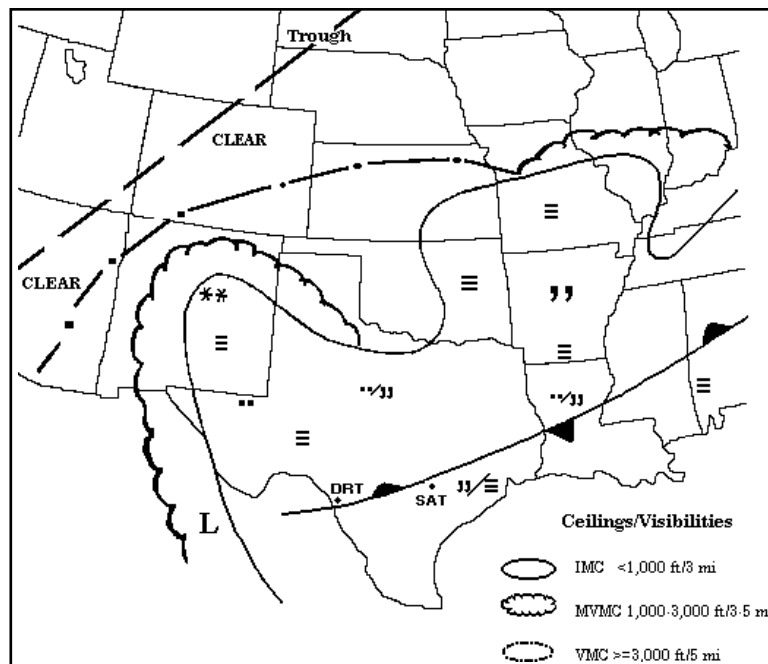 Trough
CLEAR
CLEAR
L
DRT
SAT
Ceilings/Visibilities
IMC <1,000 ft/3 mi
MVMC 1,000-3,000 ft/3-5 m
VMC >=3,000 ft/5 mi